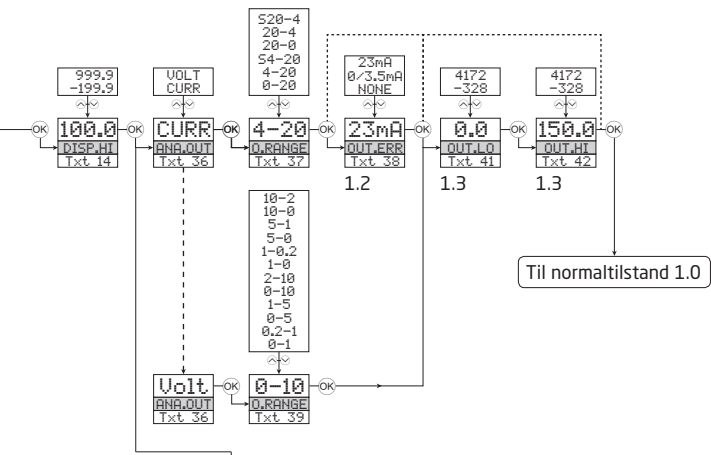 S20-4
20-4
20-0
S4-20
4-20
0-20
999.9
-199.9
VOLT
CURR
23mA
0/3.5mA
NONE
4172
-328
4172
-328
OK
100.0
DISP.HI
Txt 14
OK
CURR
ANA.OUT
Txt 36
OK
4-20
O.RANGE
Txt 37
OK
23mA
OUT.ERR
Txt 38
OK
0.0
OUT.LO
Txt 41
OK
150.0
OUT.HI
Txt 42
OK
1.2
1.3
1.3
10-2
10-0
5-1
5-0
1-0.2
1-0
2-10
0-10
1-5
0-5
0.2-1
0-1
Til normaltilstand 1.0
Volt
ANA.OUT
Txt 36
OK
0-10
O.RANGE
Txt 39
OK